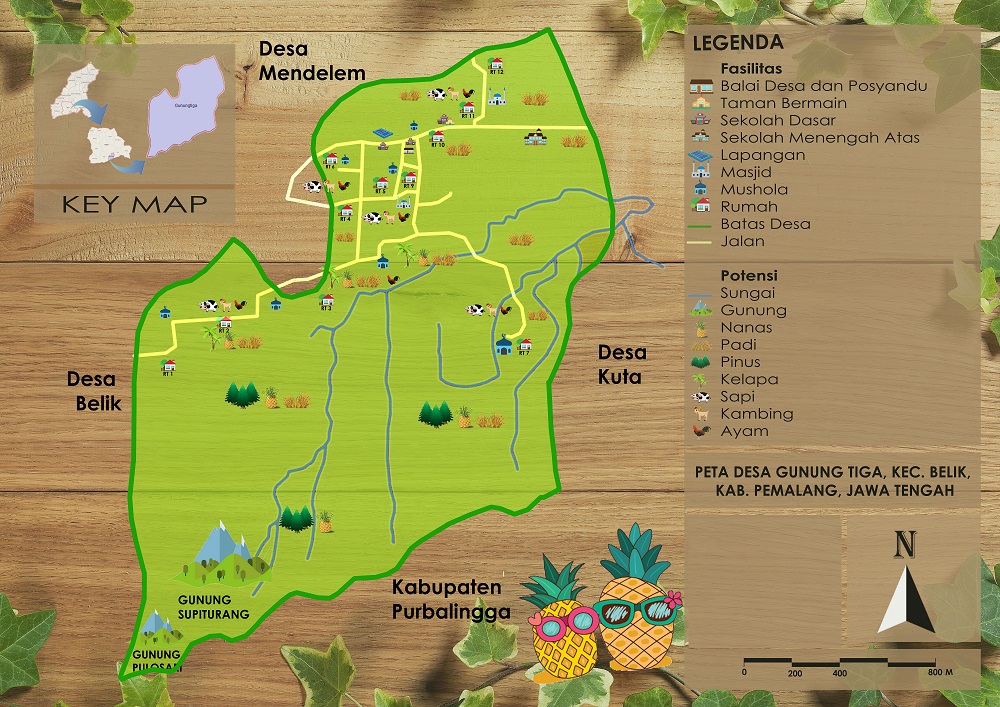 Gunungtiga
KEY MAP
Desa
Mendelem
RT 12
RT 11
RT 10
RT 6
RT 5
RT 9
RT 4
RT 3
RT 2
RT 1
RT 7
Desa
Belik
Desa
Kuta
GUNUNG
SUPITURANG
GUNUNG
PULOSARI
Kabupaten
Purbalingga
LEGENDA
Fasilitas
Balai Desa dan Posyandu
Taman Bermain
Sekolah Dasar
Sekolah Menengah Atas
Lapangan
Masjid
Mushola
Rumah
Batas Desa
Jalan
Potensi
Sungai
Gunung
Nanas
Padi
Pinus
Kelapa
Sapi
Kambing
Ayam
PETA DESA GUNUNG TIGA, KEC. BELIK,
KAB. PEMALANG, JAWA TENGAH
N
0 200 400 800 M